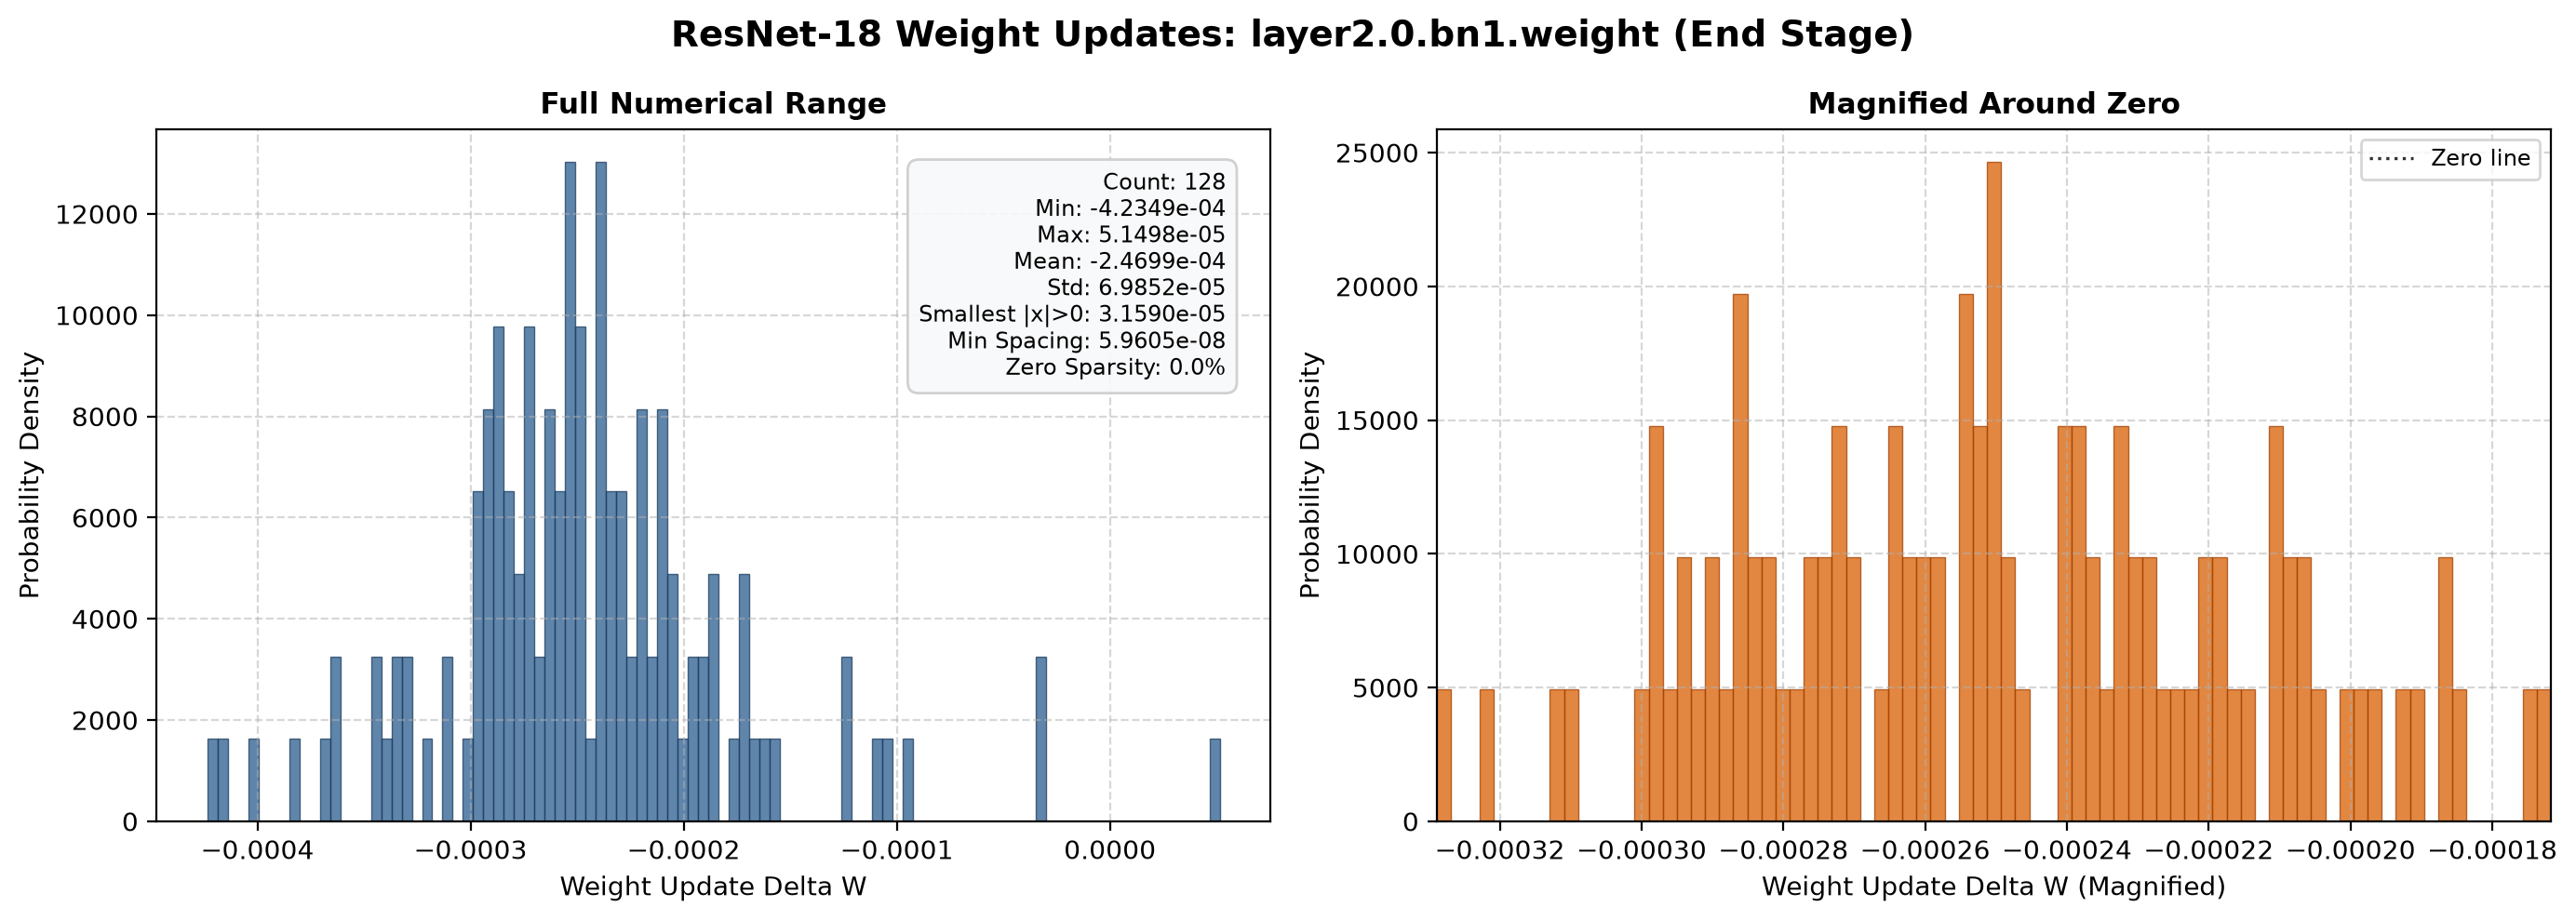 ResNet-18 Weight Updates: layer2.0.bn1.weight (End Stage)
Full Numerical Range
Probability Density
12000
10000
8000
6000
4000
2000
0
Count: 128
Min: -4.2349e-04
Max: 5.1498e-05
Mean: -2.4699e-04
Std: 6.9852e-05
Smallest |x|>0: 3.1590e-05
Min Spacing: 5.9605e-08
Zero Sparsity: 0.0%
−0.0004 −0.0003 −0.0002 −0.0001 0.0000
Weight Update Delta W
Magnified Around Zero
Probability Density
25000
20000
15000
10000
5000
0
Zero line
−0.00032 −0.00030 −0.00028 −0.00026 −0.00024 −0.00022 −0.00020 −0.00018
Weight Update Delta W (Magnified)